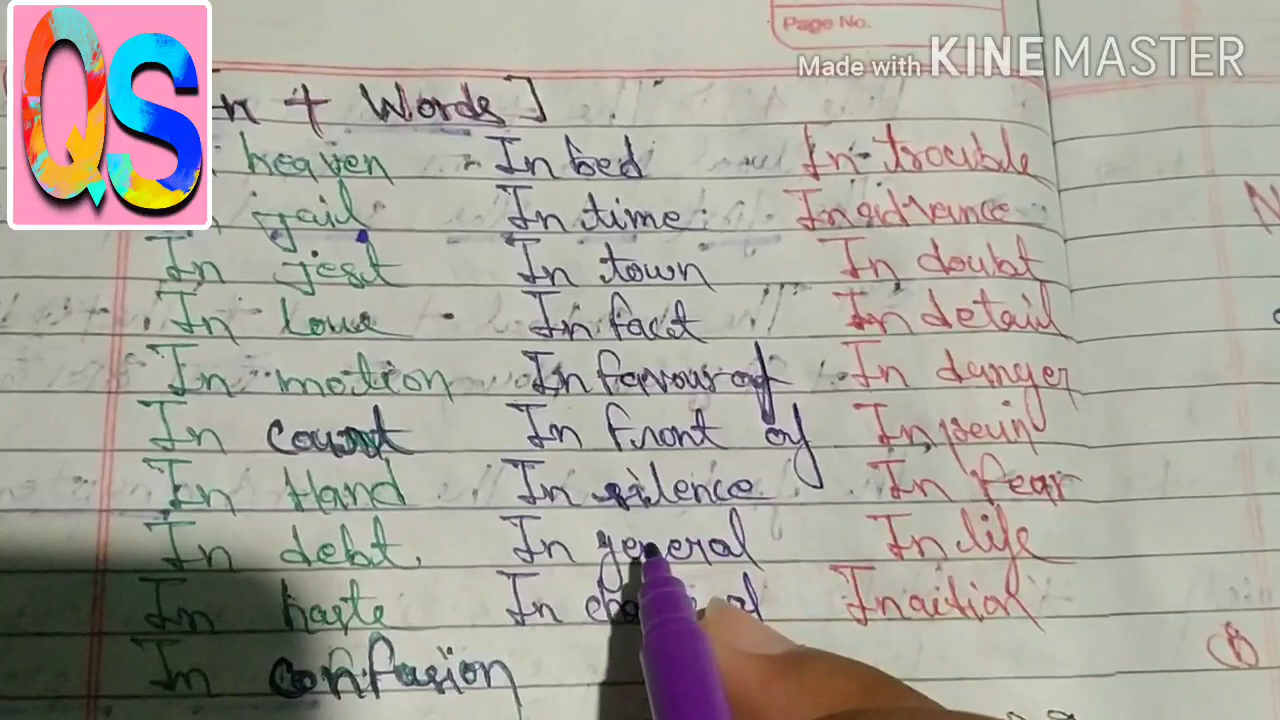 Page No.
Made with KINEMASTER
QS
n + Words]
heaven In bed In trouble
jail In time In advance
In jest In town In doubt
In love In fact In detail
In motion In favour of In danger
In court In front of In
In Hand In silence In fear
In debt. In general In life
In haste In In action
In confusion